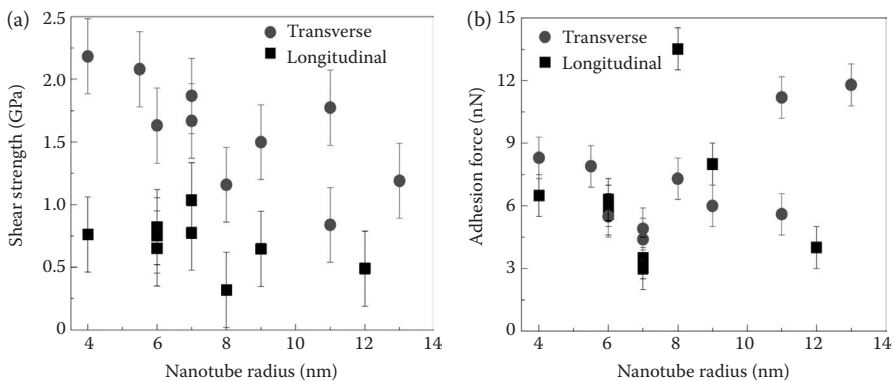 (a)
2.5
2.0
1.5
1.0
0.5
0
Shear strength (GPa)
Transverse
Longitudinal
4 6 8 10 12 14
Nanotube radius (nm)
(b)
15
12
9
6
3
0
Adhesion force (nN)
Transverse
Longitudinal
4 6 8 10 12 14
Nanotube radius (nm)